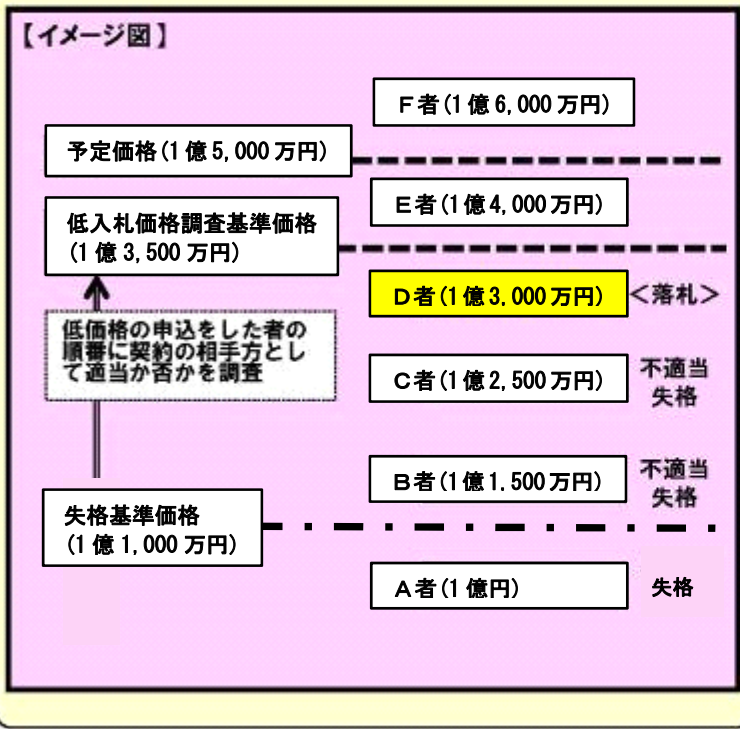 【イメージ図】
F者(1億6,000万円)
予定価格(1億5,000万円)
E者(1億4,000万円)
低入札価格調査基準価格
(1億3,500万円)
D者(1億3,000万円)
<落札>
低価格の申込をした者の
順番に契約の相手方とし
て適当か否かを調査
C者(1億2,500万円)
不適当
失格
B者(1億1.500万円)
不適当
失格
失格基準価格
(1億1,000万円)
A者(1億円)
失格